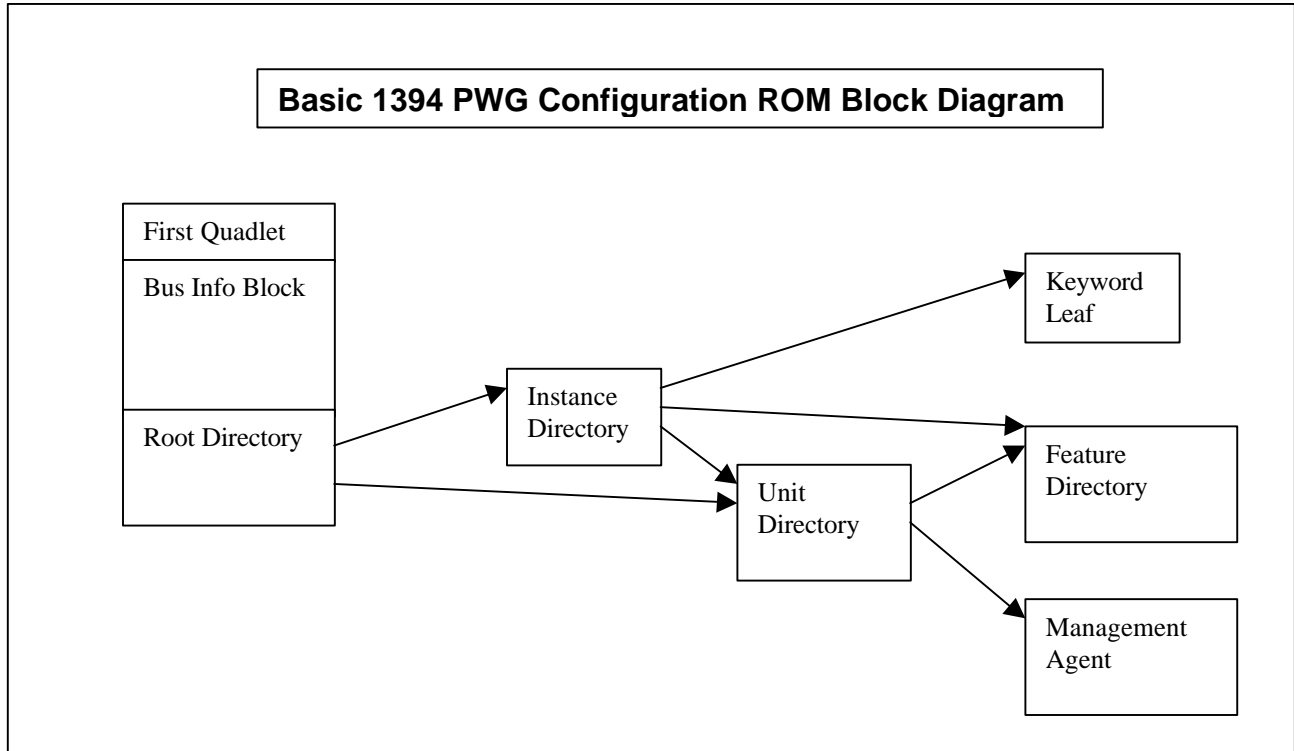 Basic 1394 PWG Configuration ROM Block Diagram
First Quadlet
Bus Info Block
Root Directory
Instance
Directory
Unit
Directory
Keyword
Leaf
Feature
Directory
Management
Agent